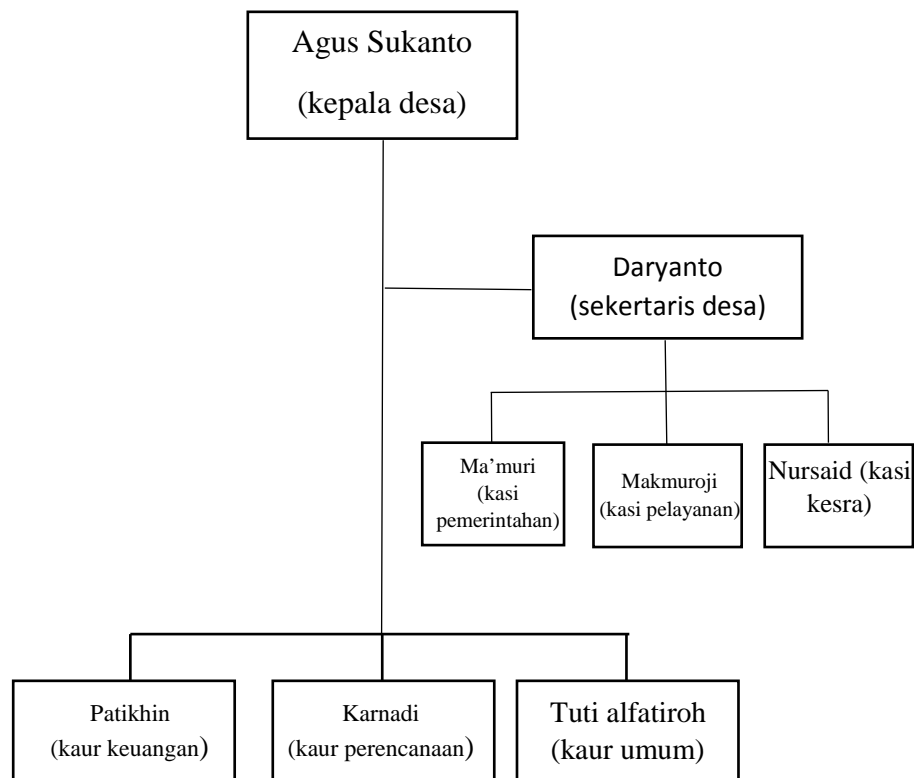 Agus Sukanto
(kepala desa)
Daryanto
(sekertaris desa)
Ma’muri
(kasi
pemerintahan)
Makmuroji
(kasi pelayanan)
Nursaid (kasi
kesra)
Patikhin
(kaur keuangan)
Karnadi
(kaur perencanaan)
Tuti alfatiroh
(kaur umum)